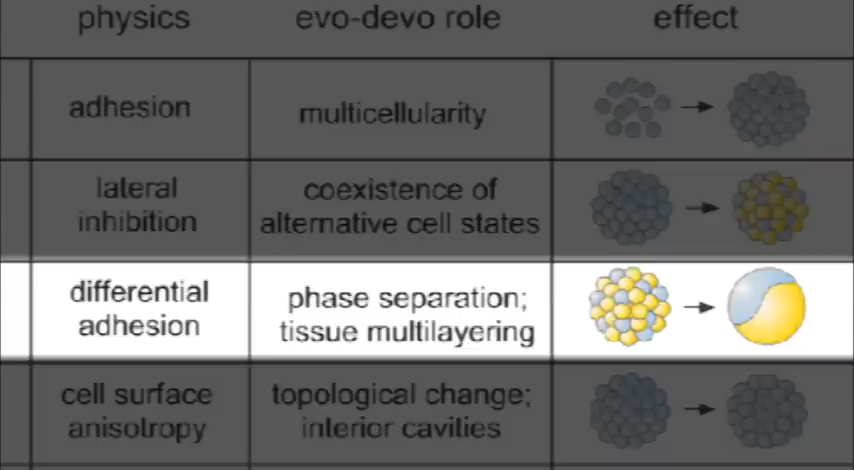 physics evo-devo role effect
adhesion multicellularity
lateral inhibition
coexistence of alternative cell states
differential adhesion
phase separation; tissue multilayering
cell surface anisotropy
topological change; interior cavities